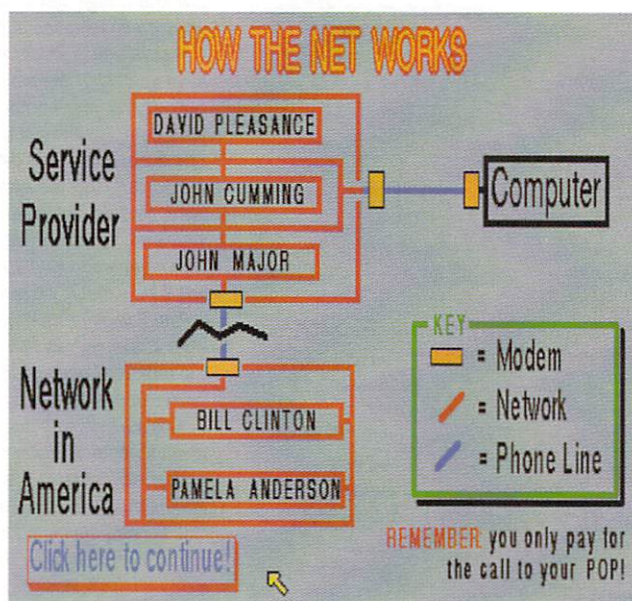 HOW THE NET WORKS
Service
Provider
DAVID PLEASANCE
JOHN CUMMING
JOHN MAJOR
Computer
Network
in
America
BILL CLINTON
PAMELA ANDERSON
KEY
= Modem
= Network
= Phone Line
Click here to continue!
REMEMBER you only pay for
the call to your POP!